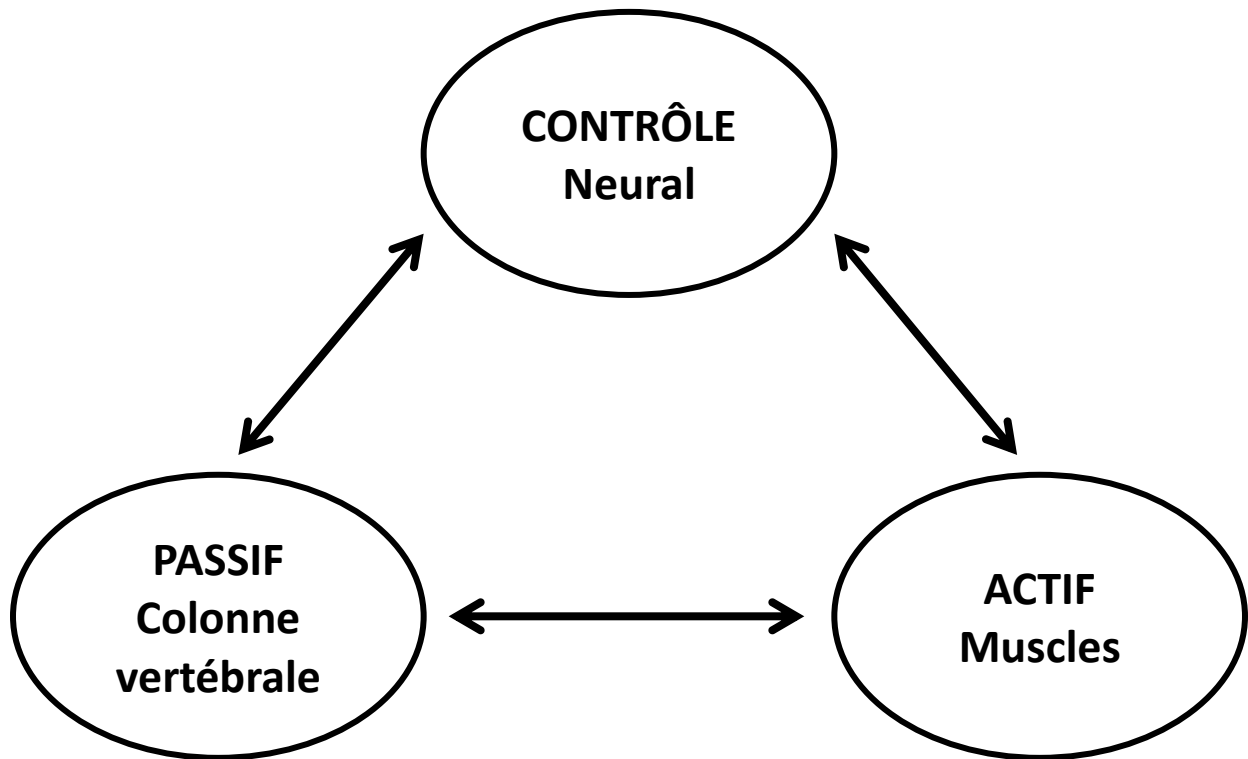 CONTRÔLE
Neural
PASSIF
Colonne
vertébrale
ACTIF
Muscles